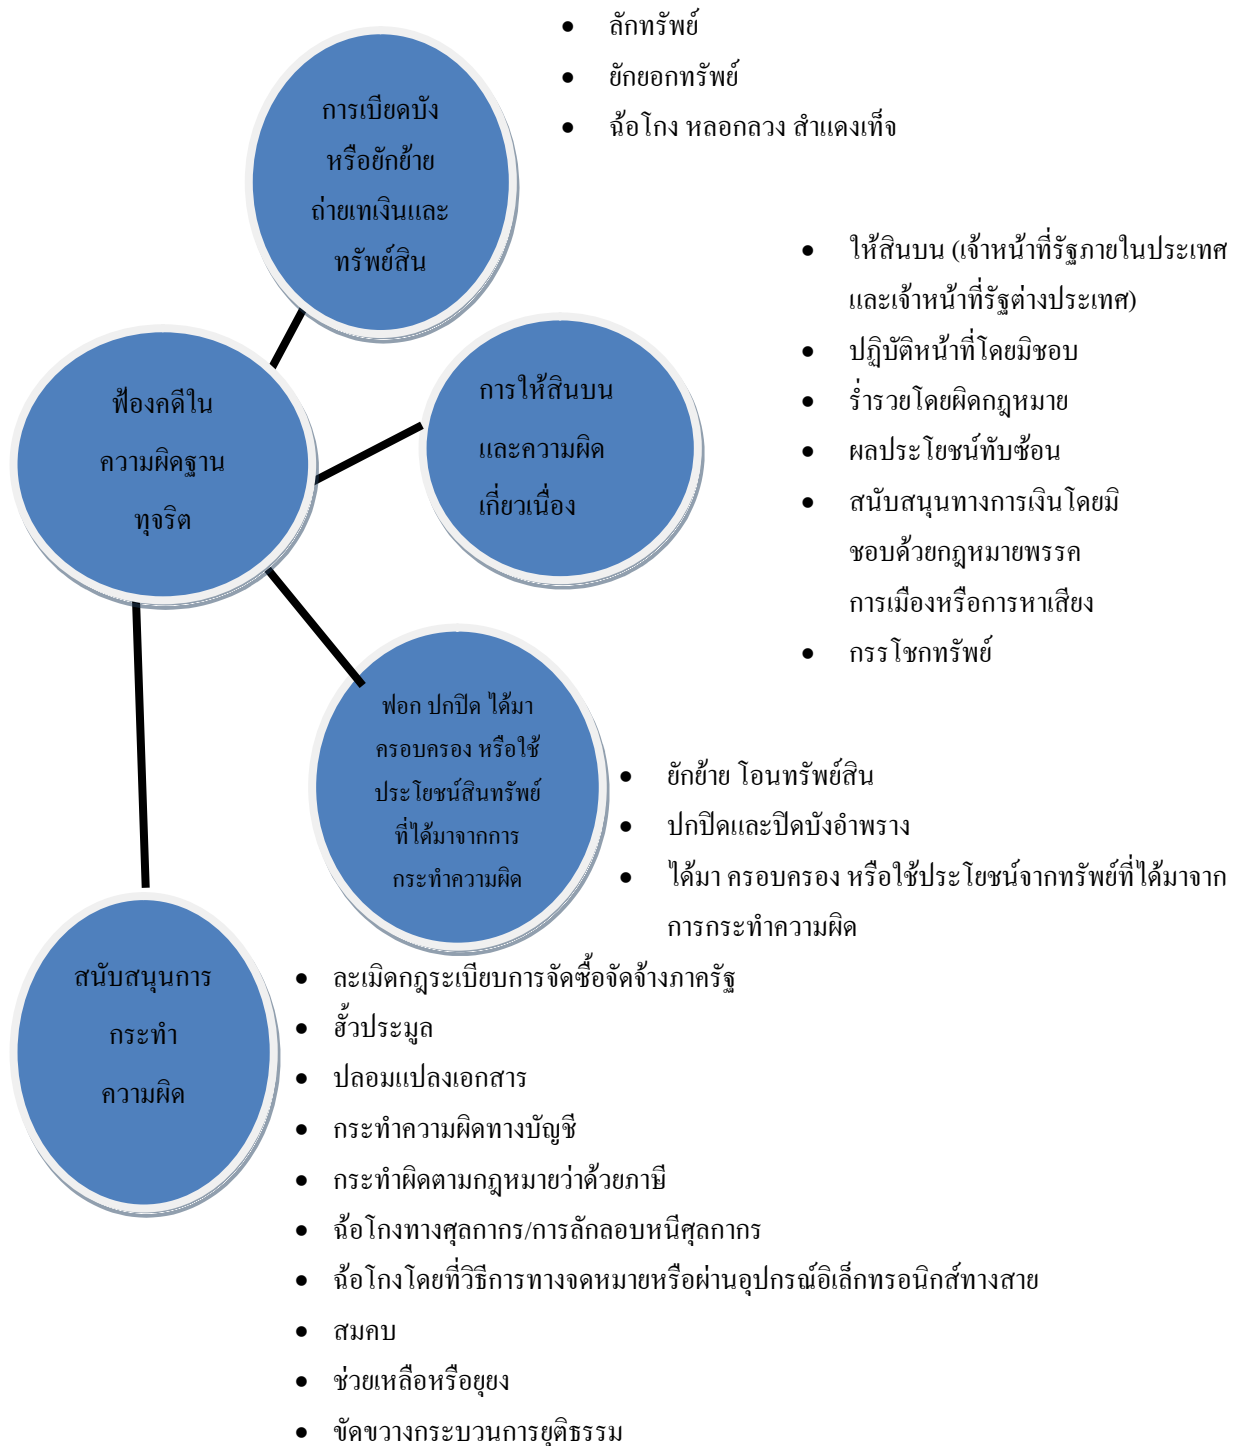 ลักทรัพย์
ยักยอกทรัพย์
ฉ้อโกง หลอกลวง สำแดงเท็จ
การเบียดบัง
หรือยักย้าย
ถ่ายเทเงินและ
ทรัพย์สิน
ให้สินบน (เจ้าหน้าที่รัฐภายในประเทศ
และเจ้าหน้าที่รัฐต่างประเทศ)
ปฏิบัติหน้าที่โดยมิชอบ
ร่ำรวยโดยผิดกฎหมาย
ผลประโยชน์ทับซ้อน
สนับสนุนทางการเงินโดยมิ
ชอบด้วยกฎหมายพรรค
การเมืองหรือการหาเสียง
กรรโชกทรัพย์
การให้สินบน
และความผิด
เกี่ยวเนื่อง
ฟ้องคดีใน
ความผิดฐาน
ทุจริต
ฟอก ปกปิด ได้มา
ครอบครอง หรือใช้
ประโยชน์สินทรัพย์
ที่ได้มาจากการ
กระทำความผิด
ยักย้าย โอนทรัพย์สิน
ปกปิดและปิดบังอำพราง
ได้มา ครอบครอง หรือใช้ประโยชน์จากทรัพย์ที่ได้มาจาก
การกระทำความผิด
สนับสนุนการ
กระทำ
ความผิด
ละเมิดกฎระเบียบการจัดซื้อจัดจ้างภาครัฐ
ฮั้วประมูล
ปลอมแปลงเอกสาร
กระทำความผิดทางบัญชี
กระทำผิดตามกฎหมายว่าด้วยภาษี
ฉ้อโกงทางศุลกากร/การลักลอบหนีศุลกากร
ฉ้อโกงโดยที่วิธีการทางจดหมายหรือผ่านอุปกรณ์อิเล็กทรอนิกส์ทางสาย
สมคบ
ช่วยเหลือหรือยุยง
ขัดขวางกระบวนการยุติธรรม